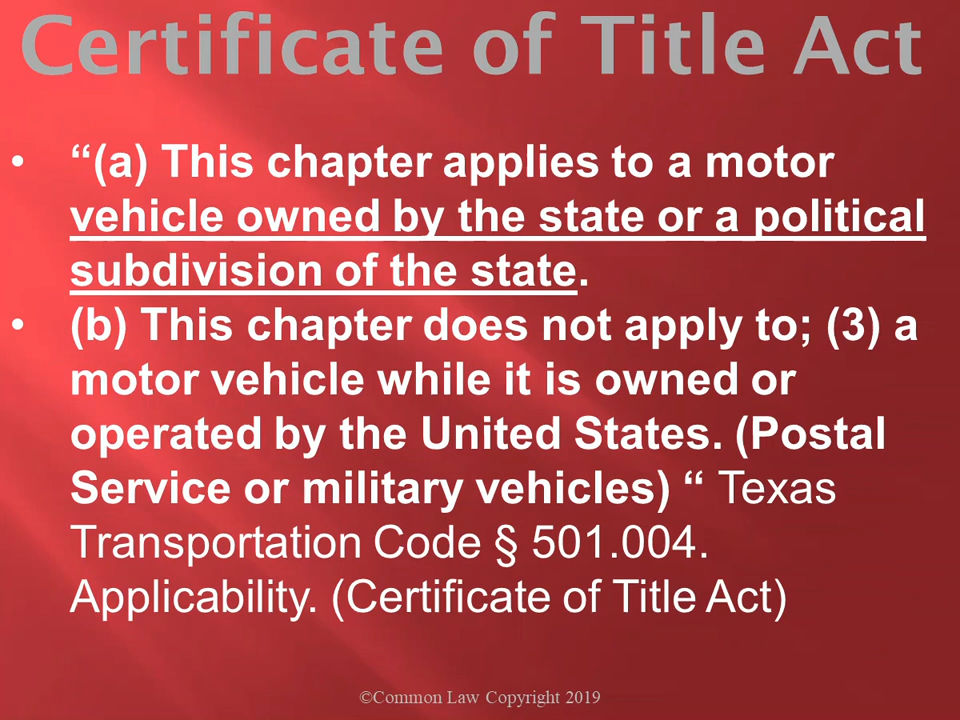 Certificate of Title Act
• “(a) This chapter applies to a motor
vehicle owned by the state or a political
subdivision of the state.
• (b) This chapter does not apply to; (3) a
motor vehicle while it is owned or
operated by the United States. (Postal
Service or military vehicles) “ Texas
Transportation Code § 501.004.
Applicability. (Certificate of Title Act)
©Common Law Copyright 2019